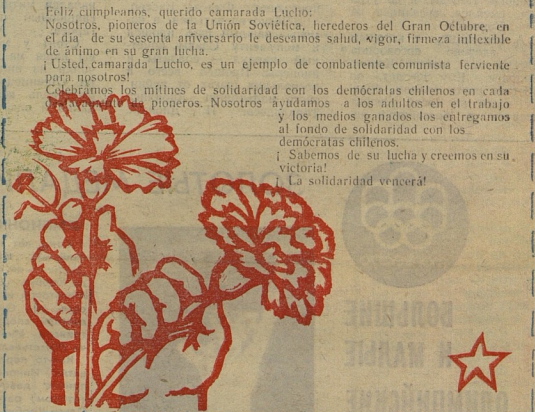 Feliz cumpleanos, querido camarada Lucho:
Nosotros, pioneros de la Unión Soviética, herederos del Gran Octubre, en
el día de su sesenta aniversario le deseamos salud, vigor, firmeza inflexible
de ánimo en su gran lucha.
¡Usted, camarada Lucho, es un ejemplo de combatiente comunista ferviente
para nosotros!
Celebramos los mítines de solidaridad con los demócratas chilenos en cada
pioneros. Nosotros ayudamos a los adultos en el trabajo
y los medios ganados los entregamos
al fondo de solidaridad con los
demócratas chilenos.
¡ Sabemos de su lucha y creemos en su
victoria!
¡ La solidaridad vencerá!
БОЛЬШИЕ
И МАЛЫЕ
ОЛИМПИЙСКИЕ